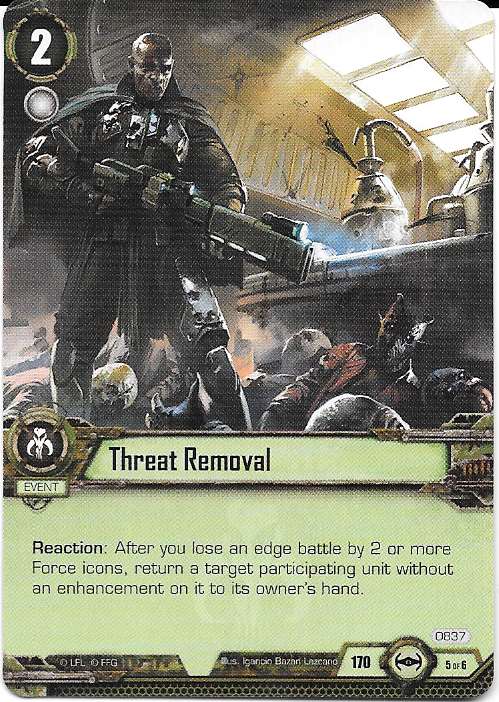 2
Threat Removal
EVENT
Reaction: After you lose an edge battle by 2 or more
Force icons, return a target participating unit without
an enhancement on it to its owner's hand.
0837
© LFL © FFG
Illus. Igancio Bazan Lazcano
170
5 OF 6